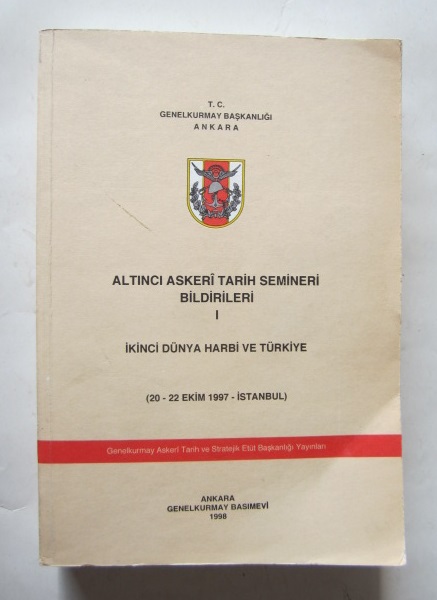 T. C.
GENELKURMAY BAŞKANLIĞI
ANKARA
ALTINCI ASKERÎ TARİH SEMİNERİ
BİLDİRİLERİ
I
İKİNCİ DÜNYA HARBİ VE TÜRKİYE
(20 - 22 EKİM 1997 - İSTANBUL)
Genelkurmay Askerî Tarih ve Stratejik Etüt Başkanlığı Yayınları
ANKARA
GENELKURMAY BASIMEVİ
1998